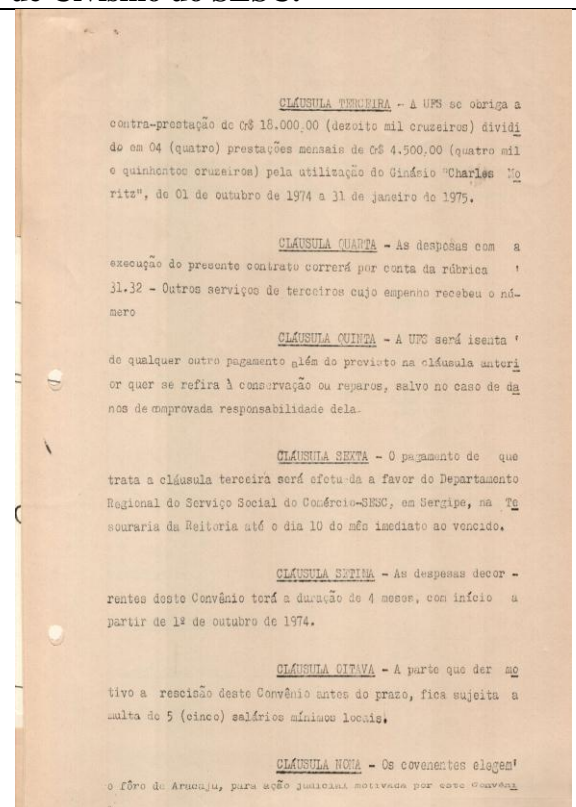 de Civismo do SESC.
CLÁUSULA TERCEIRA - A UFS se obriga a
contra-prestação de Cr$ 18.000,00 (dezoito mil cruzeiros) dividi
do em 04 (quatro) prestações mensais de Cr$ 4.500,00 (quatro mil
e quinhentos cruzeiros) pela utilização do Ginásio "Charles Mo
ritz", de 01 de outubro de 1974 a 31 de janeiro de 1975.
CLÁUSULA QUARTA - As despesas com a
execução do presente contrato correrá por conta da rúbrica '
31.32 - Outros serviços de terceiros cujo empenho recebeu o nú-
mero
CLÁUSULA QUINTA - A UFS será isenta '
de qualquer outro pagamento além do previsto na cláusula anteri
or quer se refira à conservação ou reparos, salvo no caso de da
nos de comprovada responsabilidade dela.
CLÁUSULA SEXTA - O pagamento de que
trata a cláusula terceira será efetu-da a favor do Departamento
Regional do Serviço Social do Comércio-SESC, em Sergipe, na Te
souraria da Reitoria até o dia 10 do mês imediato ao vencido.
CLÁUSULA SETIMA - As despesas decor -
rentes deste Convênio terá a duração de 4 meses, com início a
partir de 1º de outubro de 1974.
CLÁUSULA OITAVA - A parte que der mo
tivo a rescisão deste Convênio antes do prazo, fica sujeita a
multa de 5 (cinco) salários mínimos locais.
CLÁUSULA NONA - Os covenentes elegem'
o fôro de Aracaju, para ação judicial motivada por este Convêni